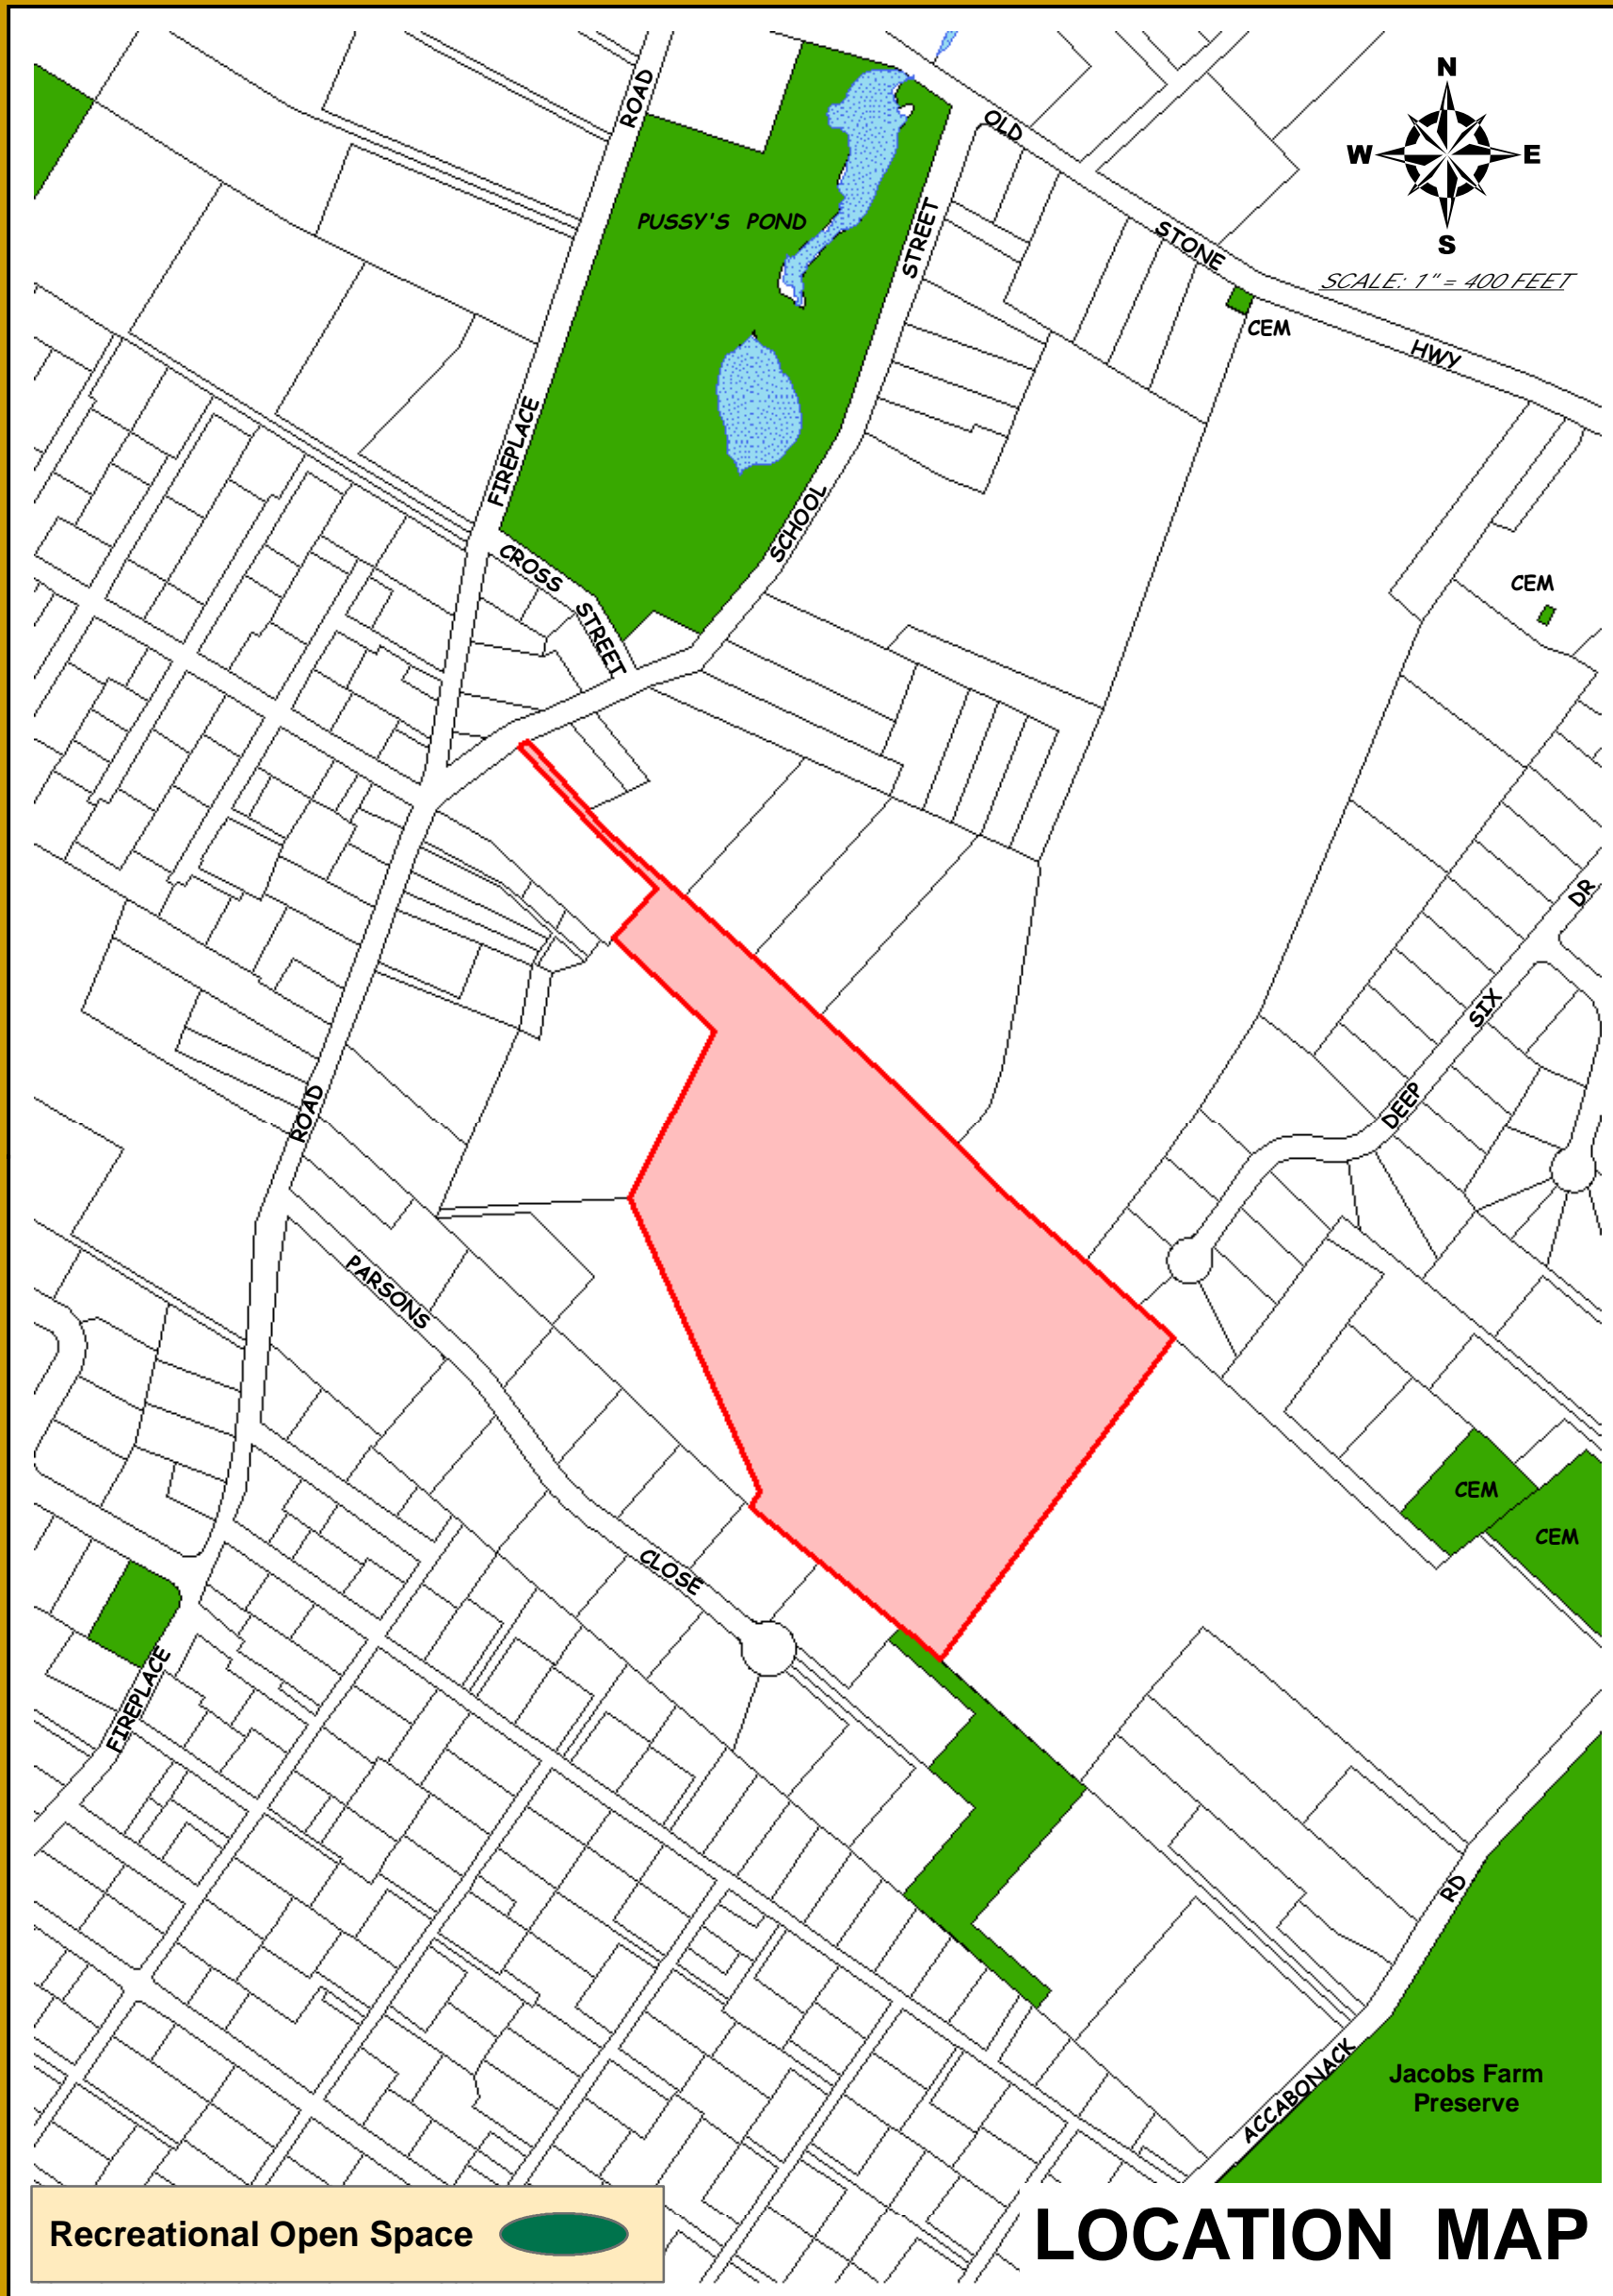 ROAD
OLD
N
W E
S
PUSSY'S POND
STREET
STONE
SCALE: 1" = 400 FEET
CEM
HWY
FIREPLACE
SCHOOL
CROSS
CEM
STREET
DR
SIX
DEEP
ROAD
PARSONS
CEM
CEM
CLOSE
FIREPLACE
RD
ACCABONACK
Jacobs Farm
Preserve
Recreational Open Space
LOCATION MAP